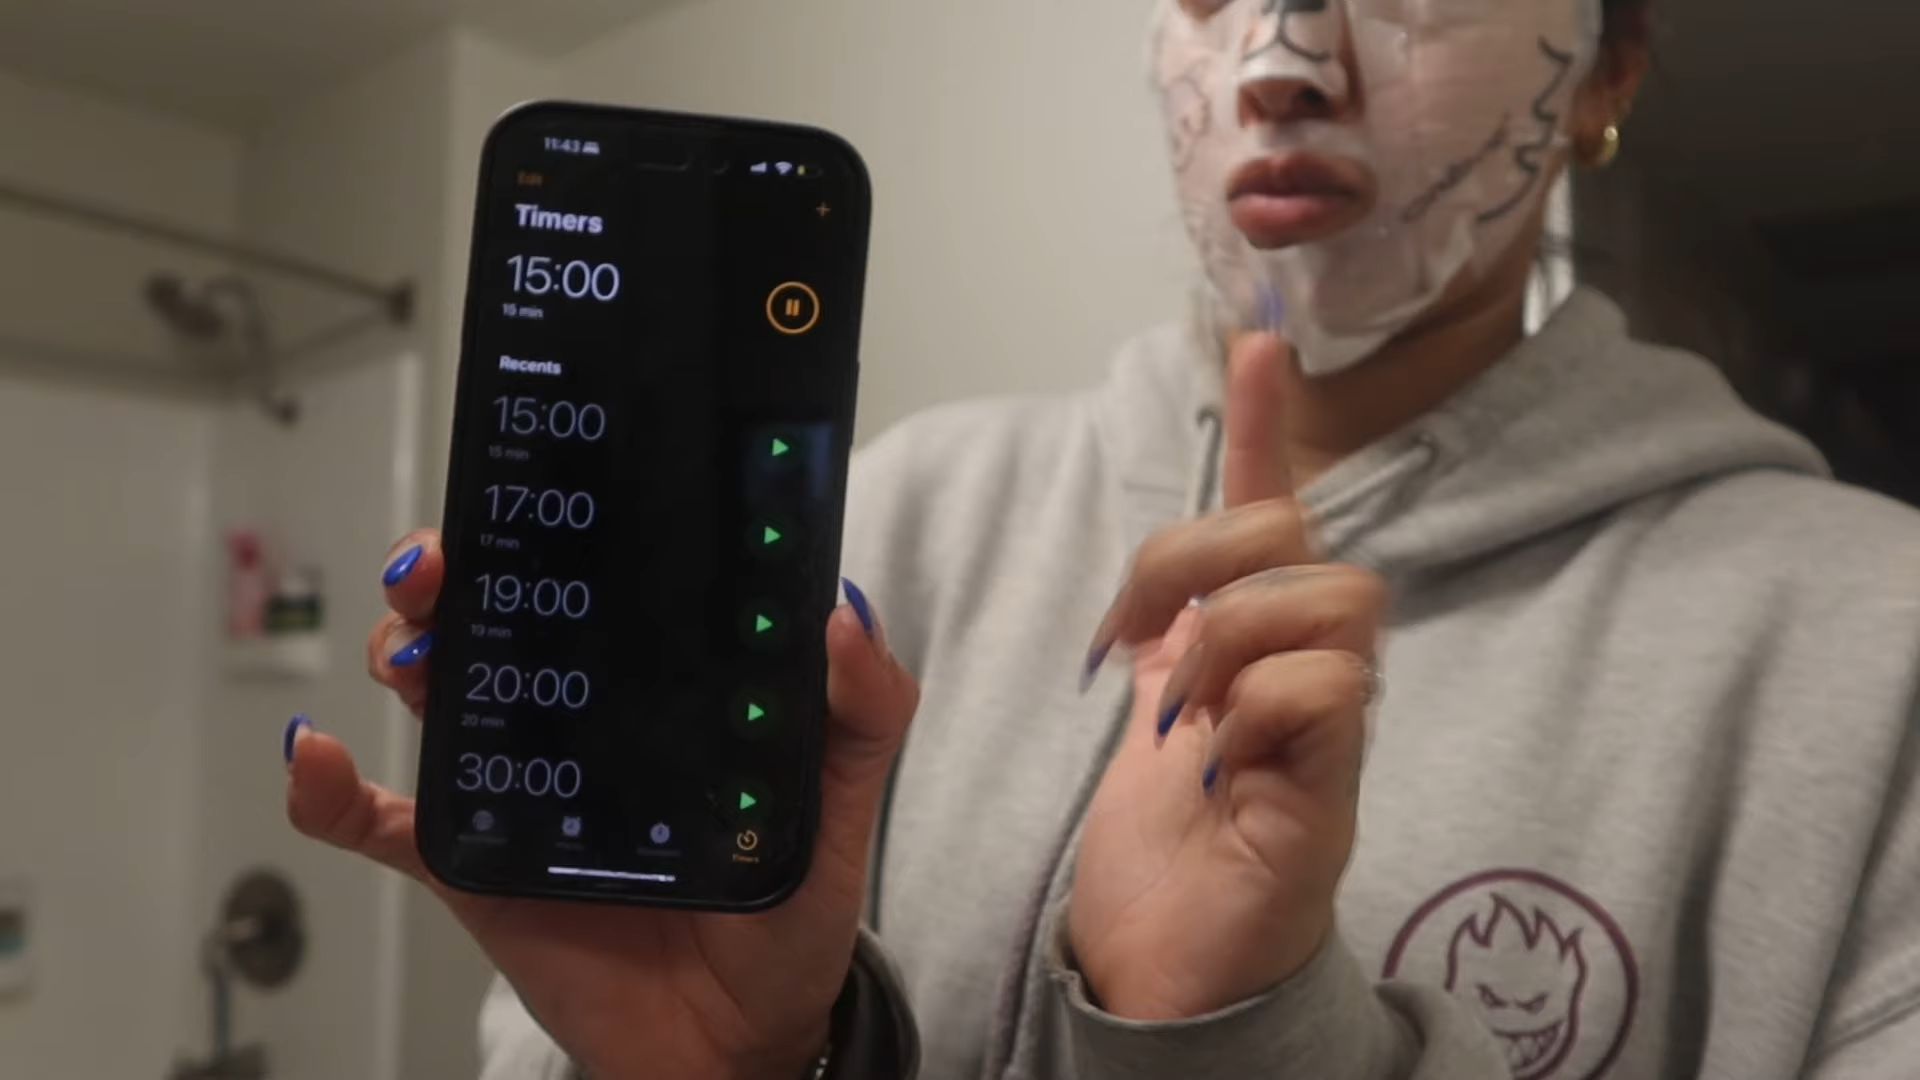 11:43
Edit
+
Timers
15:00
15 min
Recents
15:00
15 min
17:00
17 min
19:00
19 min
20:00
20 min
30:00
Timers